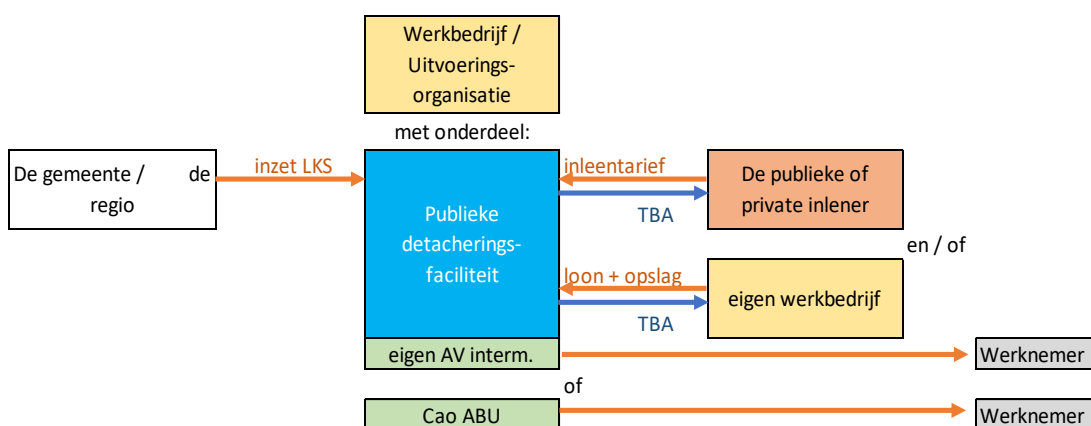 Werkbedrijf /
Uitvoerings-
organisatie
met onderdeel:
De gemeente / de
regio
inzet LKS
Publieke
detacherings-
faciliteit
inleentarief
TBA
De publieke of
private inlener
en / of
loon + opslag
TBA
eigen werkbedrijf
eigen AV interm.
Werknemer
of
Cao ABU
Werknemer